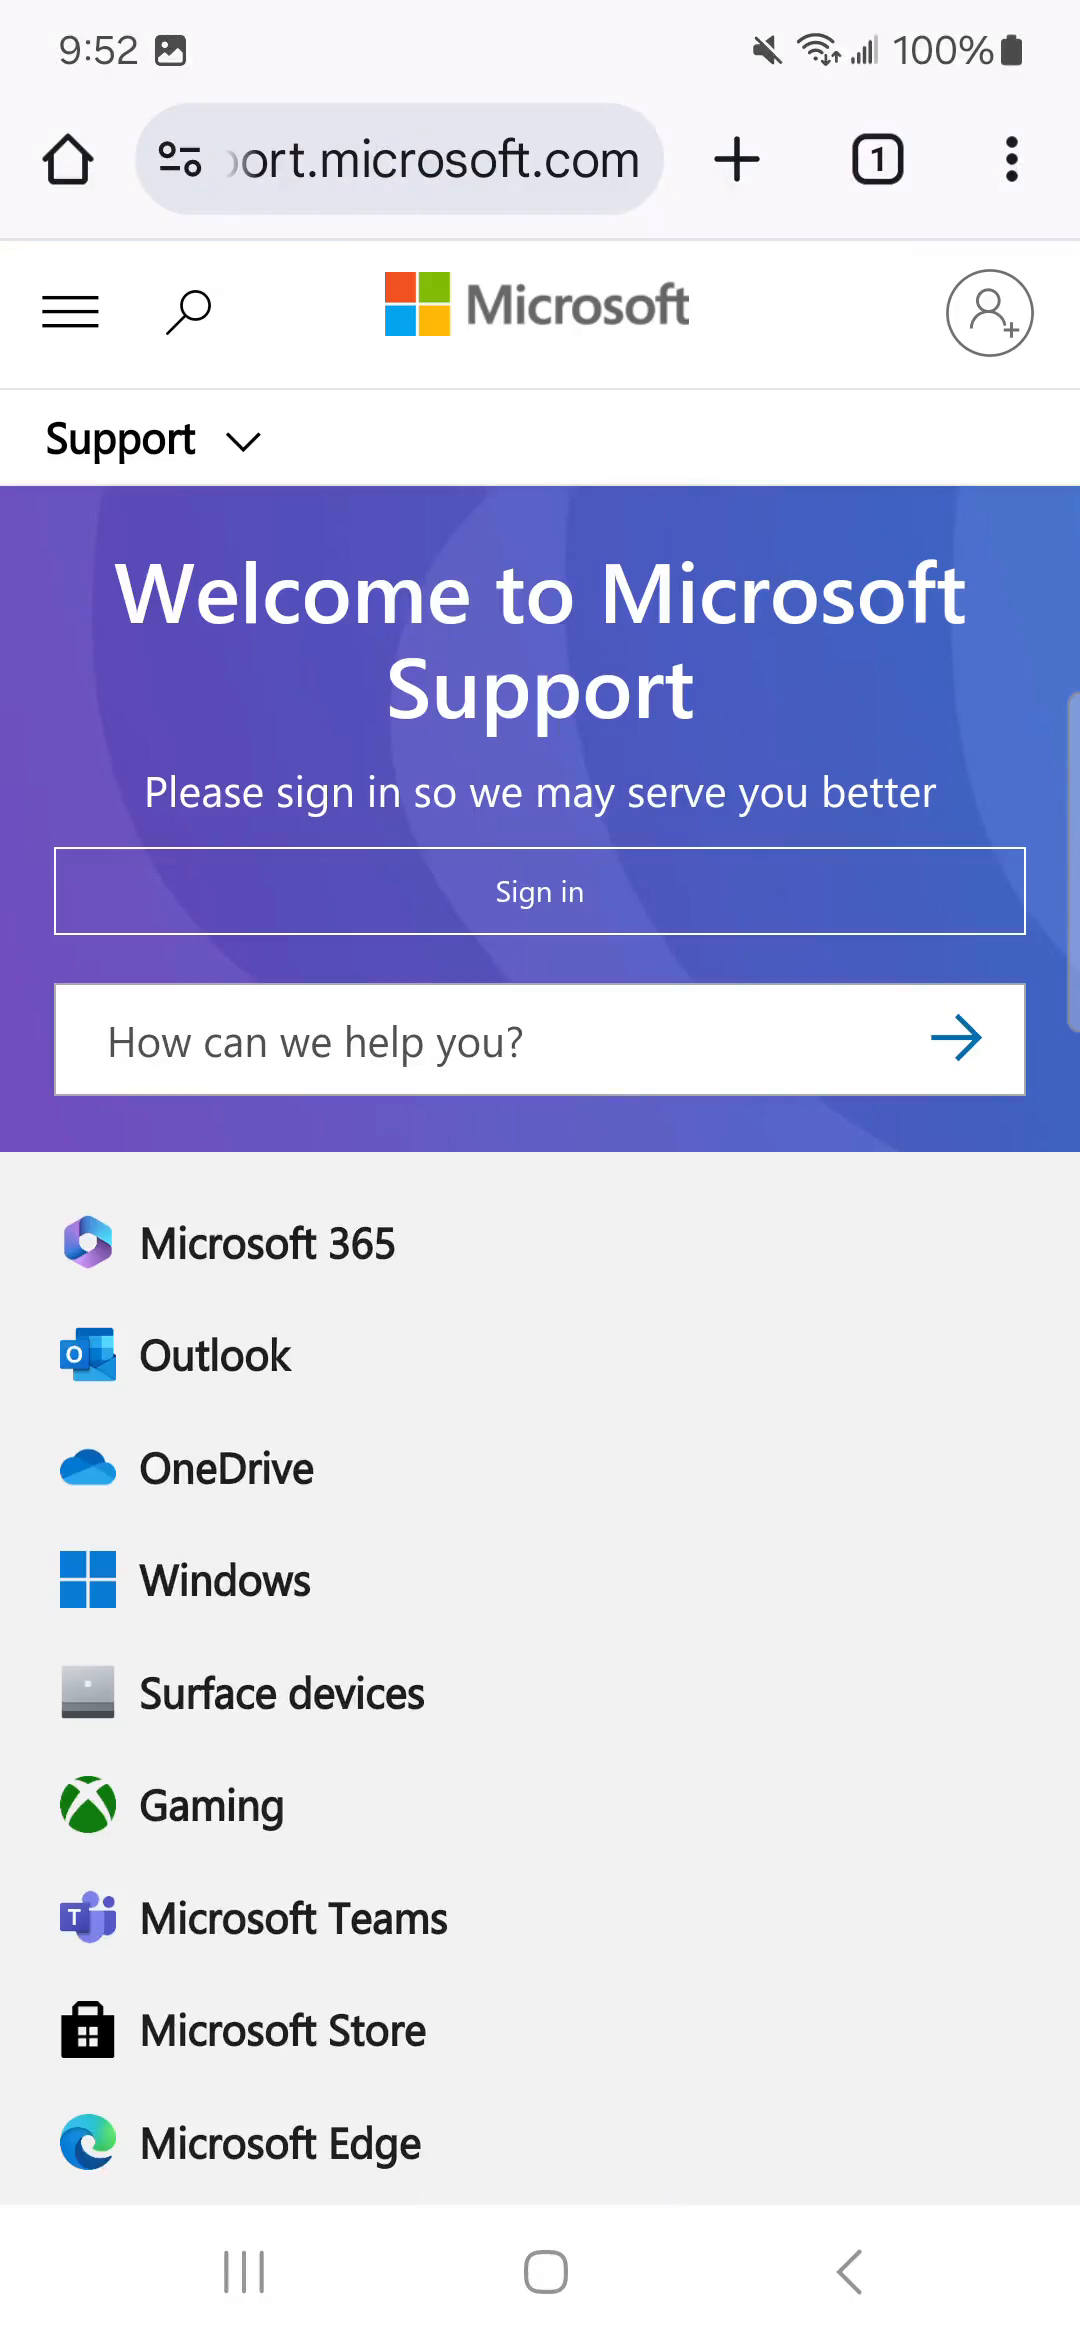 9:52 100%
ort.microsoft.com 1
Microsoft
Support
Welcome to Microsoft
Support
Please sign in so we may serve you better
Sign in
How can we help you?
Microsoft 365
Outlook
OneDrive
Windows
Surface devices
Gaming
Microsoft Teams
Microsoft Store
Microsoft Edge